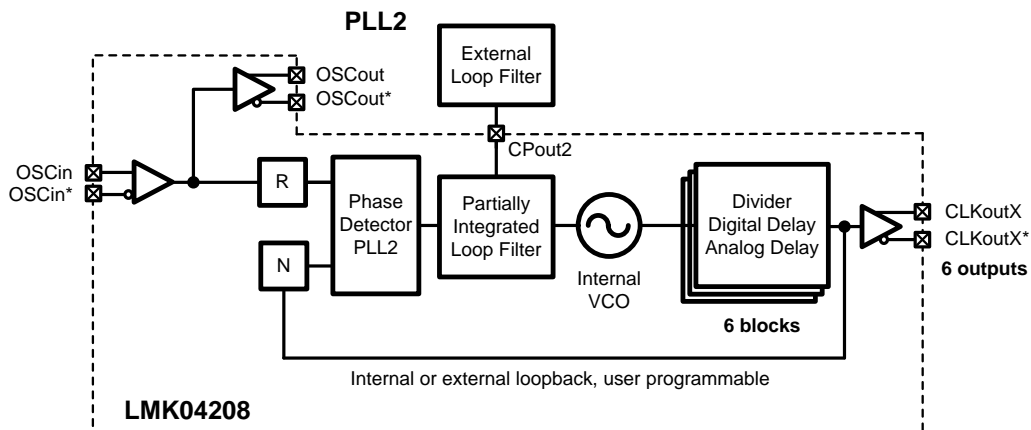 PLL2
External
Loop Filter
OSCout
OSCout*
CPout2
OSCin
OSCin*
R
N
Phase
Detector
PLL2
Partially
Integrated
Loop Filter
Internal
VCO
Divider
Digital Delay
Analog Delay
6 blocks
CLKoutX
CLKoutX*
6 outputs
Internal or external loopback, user programmable
LMK04208